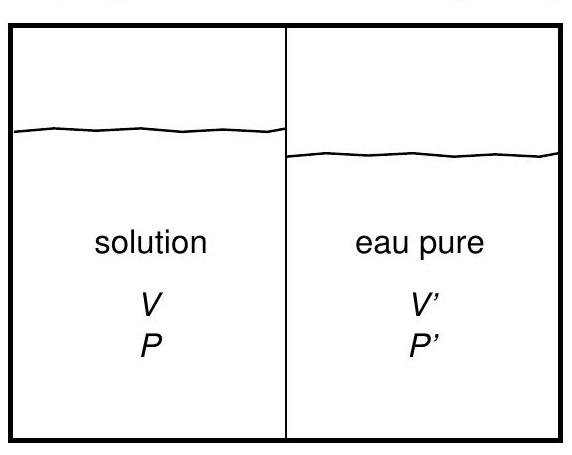 solution
V
P
eau pure
V’
P’